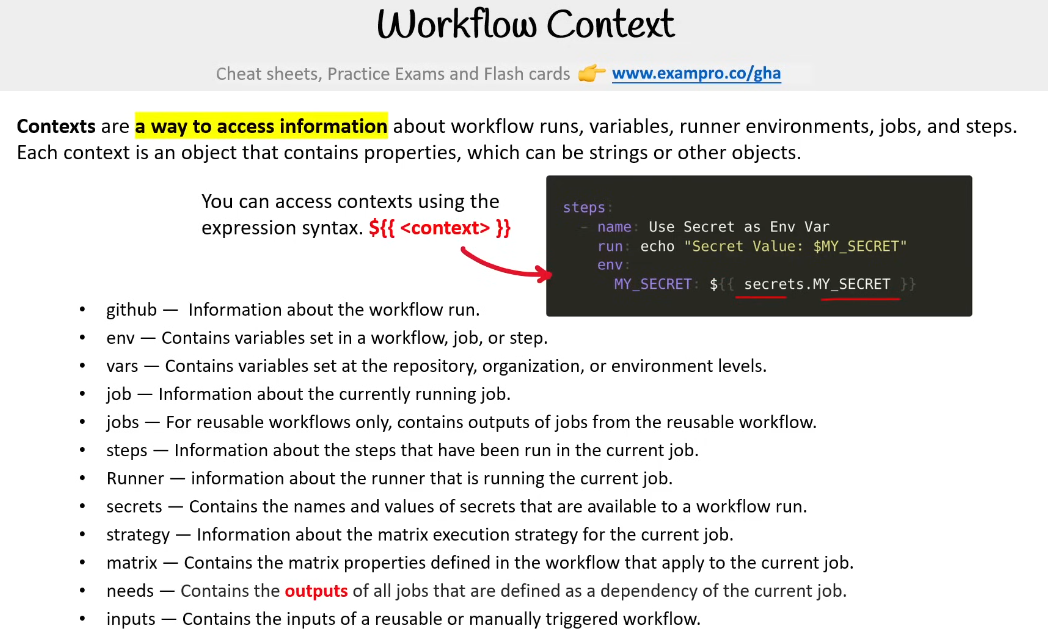 Workflow Context
Cheat sheets, Practice Exams and Flash cards 👉 www.exampro.co/gha
Contexts are a way to access information about workflow runs, variables, runner environments, jobs, and steps.
Each context is an object that contains properties, which can be strings or other objects.
You can access contexts using the
expression syntax. ${{ <context> }}
steps:
- name: Use Secret as Env Var
run: echo "Secret Value: $MY_SECRET"
env:
MY_SECRET: ${{ secrets.MY_SECRET }}
• github — Information about the workflow run.
• env — Contains variables set in a workflow, job, or step.
• vars — Contains variables set at the repository, organization, or environment levels.
• job — Information about the currently running job.
• jobs — For reusable workflows only, contains outputs of jobs from the reusable workflow.
• steps — Information about the steps that have been run in the current job.
• Runner — information about the runner that is running the current job.
• secrets — Contains the names and values of secrets that are available to a workflow run.
• strategy — Information about the matrix execution strategy for the current job.
• matrix — Contains the matrix properties defined in the workflow that apply to the current job.
• needs — Contains the outputs of all jobs that are defined as a dependency of the current job.
• inputs — Contains the inputs of a reusable or manually triggered workflow.